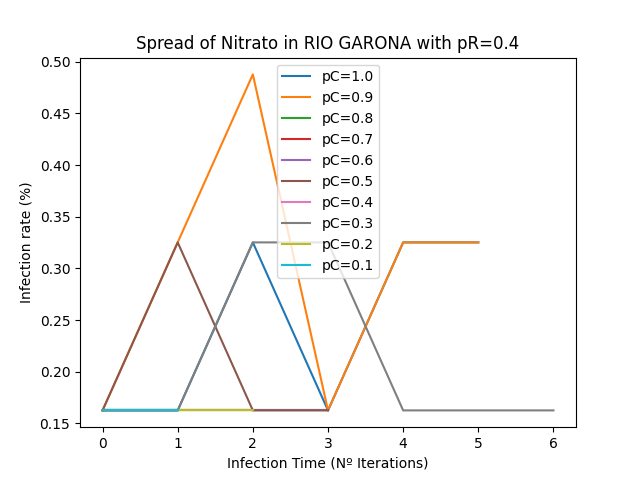 Spread of Nitrato in RIO GARONA with pR=0.4
0.50
0.45
0.40
0.35
0.30
0.25
0.20
0.15
Infection rate (%)
pC=1.0
pC=0.9
pC=0.8
pC=0.7
pC=0.6
pC=0.5
pC=0.4
pC=0.3
pC=0.2
pC=0.1
0 1 2 3 4 5 6
Infection Time (Nº Iterations)